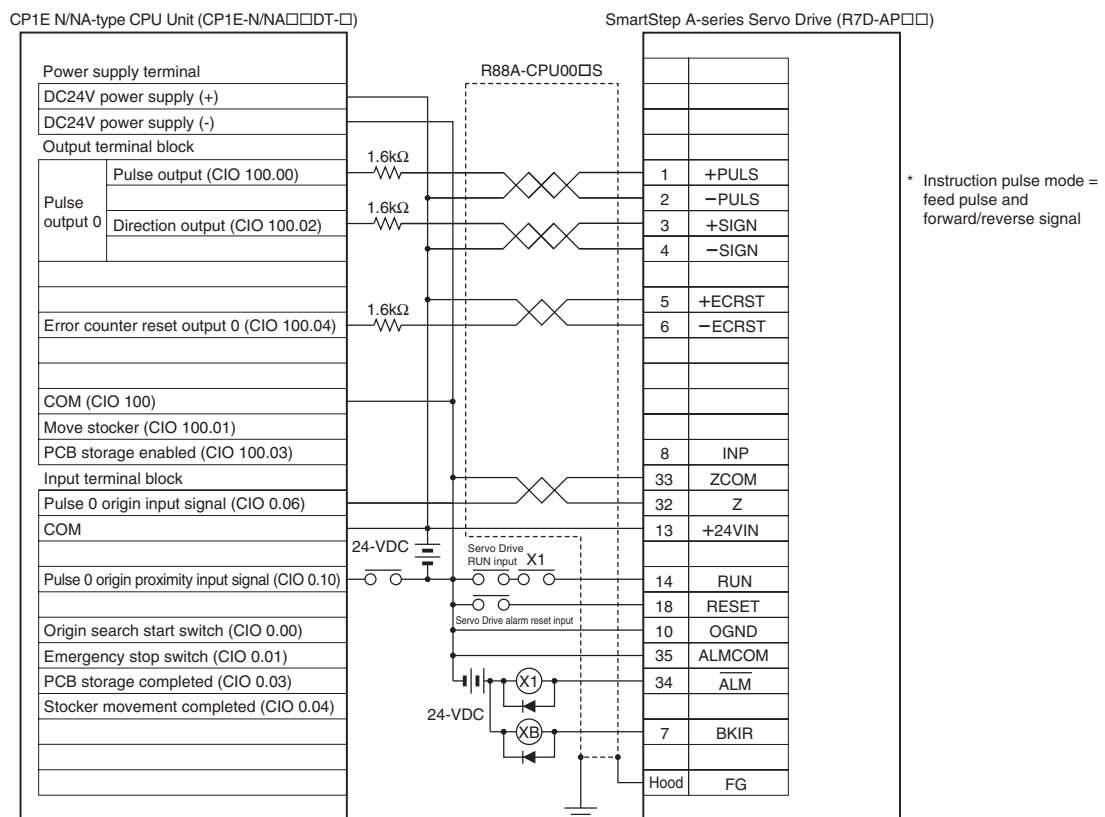 CP1E N/NA-type CPU Unit (CP1E-N/NA□□DT-□)
SmartStep A-series Servo Drive (R7D-AP□□)
Power supply terminal
R88A-CPU00□S
DC24V power supply (+)
DC24V power supply (-)
Output terminal block
Pulse output 0
Pulse output (CIO 100.00)
1.6kΩ
1 +PULS
2 −PULS
Direction output (CIO 100.02)
1.6kΩ
3 +SIGN
4 −SIGN
* Instruction pulse mode =
feed pulse and
forward/reverse signal
5 +ECRST
Error counter reset output 0 (CIO 100.04)
1.6kΩ
6 −ECRST
COM (CIO 100)
Move stocker (CIO 100.01)
PCB storage enabled (CIO 100.03)
8 INP
Input terminal block
33 ZCOM
Pulse 0 origin input signal (CIO 0.06)
32 Z
COM
13 +24VIN
24-VDC
Servo Drive
RUN input
X1
Pulse 0 origin proximity input signal (CIO 0.10)
14 RUN
18 RESET
Servo Drive alarm reset input
Origin search start switch (CIO 0.00)
10 OGND
Emergency stop switch (CIO 0.01)
35 ALMCOM
PCB storage completed (CIO 0.03)
X1
34 ALM
Stocker movement completed (CIO 0.04)
24-VDC
XB
7 BKIR
Hood FG